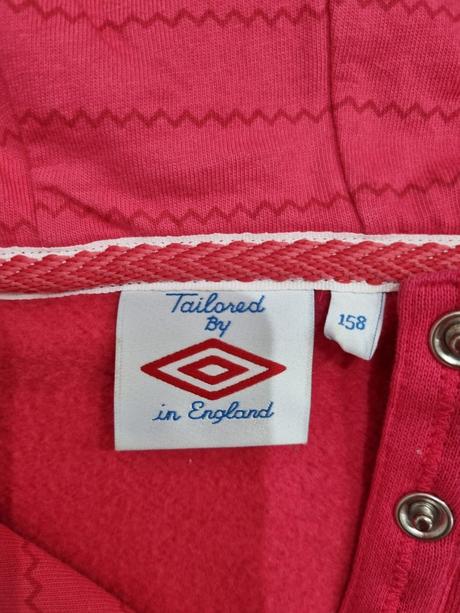 Tailored
By
in England
158